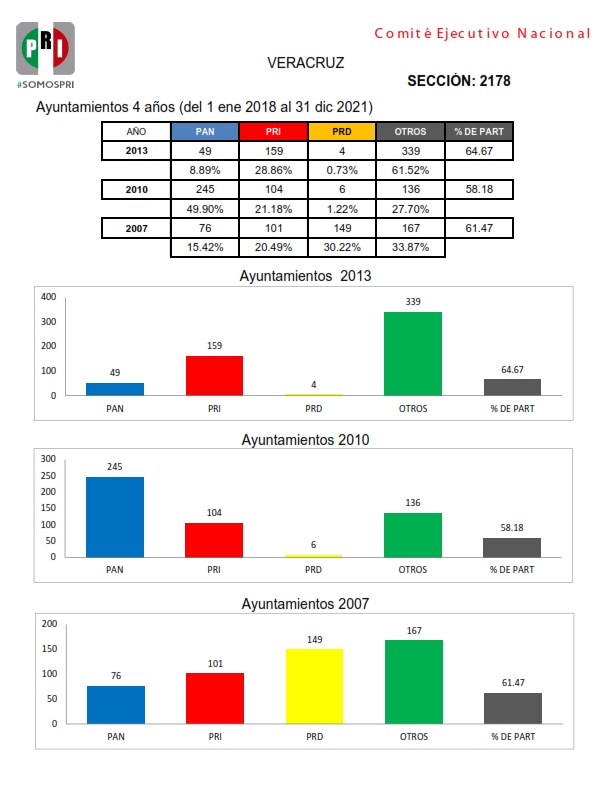 Comité Ejecutivo Nacional
PRI
#SOMOSPRI
VERACRUZ
SECCIÓN: 2178
Ayuntamientos 4 años (del 1 ene 2018 al 31 dic 2021)
AÑO PAN PRI PRD OTROS % DE PART
2013 49 159 4 339 64.67
8.89% 28.86% 0.73% 61.52%
2010 245 104 6 136 58.18
49.90% 21.18% 1.22% 27.70%
2007 76 101 149 167 61.47
15.42% 20.49% 30.22% 33.87%
Ayuntamientos 2013
400
300
200
100
0
49 159 4 339 64.67
PAN PRI PRD OTROS % DE PART
Ayuntamientos 2010
300
250
200
150
100
50
0
245 104 6 136 58.18
PAN PRI PRD OTROS % DE PART
Ayuntamientos 2007
200
150
100
50
0
76 101 149 167 61.47
PAN PRI PRD OTROS % DE PART